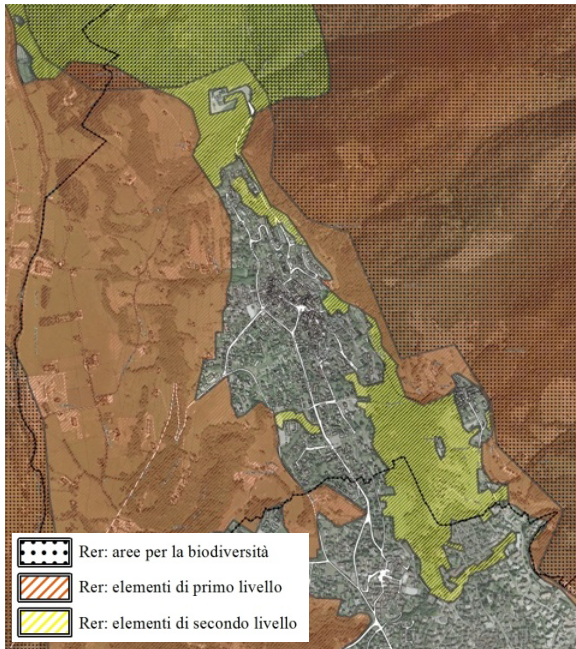 Rer: aree per la biodiversità
Rer: elementi di primo livello
Rer: elementi di secondo livello